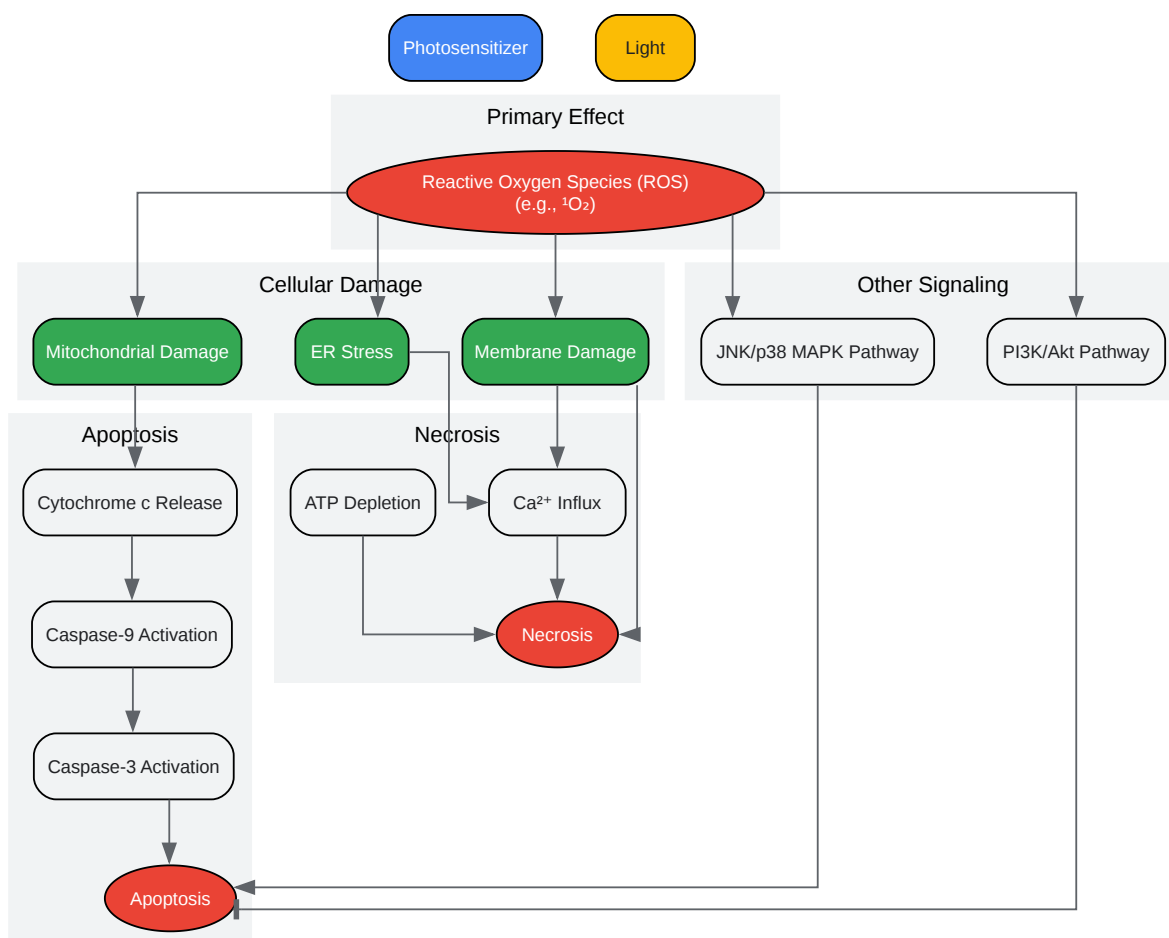 Photosensitizer
Light
Primary Effect
Reactive Oxygen Species (ROS)
(e.g., ¹O₂)
Cellular Damage
Other Signaling
Mitochondrial Damage
ER Stress
Membrane Damage
JNK/p38 MAPK Pathway
PI3K/Akt Pathway
Apoptosis
Necrosis
Cytochrome c Release
ATP Depletion
Ca²⁺ Influx
Caspase-9 Activation
Necrosis
Caspase-3 Activation
Apoptosis